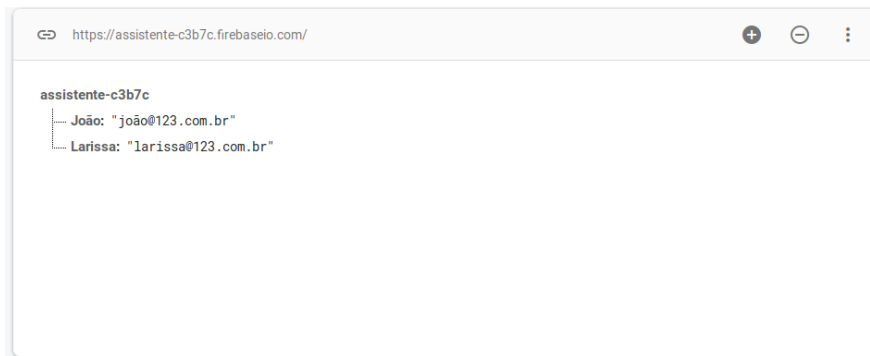 https://assistente-c3b7c.firebaseio.com/
assistente-c3b7c
João: "joão@123.com.br"
Larissa: "larissa@123.com.br"